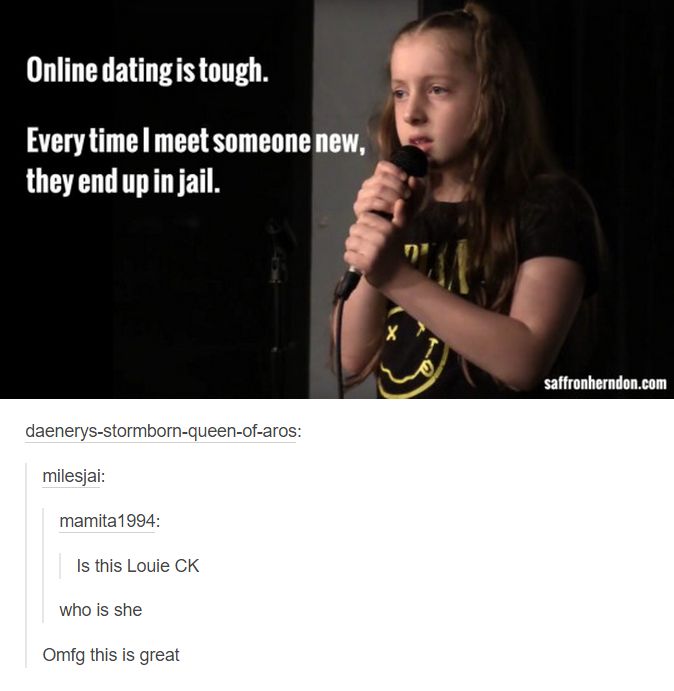 Online dating is tough.
Every time I meet someone new,
they end up in jail.
saffronherndon.com
daenerys-stormborn-queen-of-aros:
milesjai:
mamita1994:
Is this Louie CK
who is she
Omfg this is great